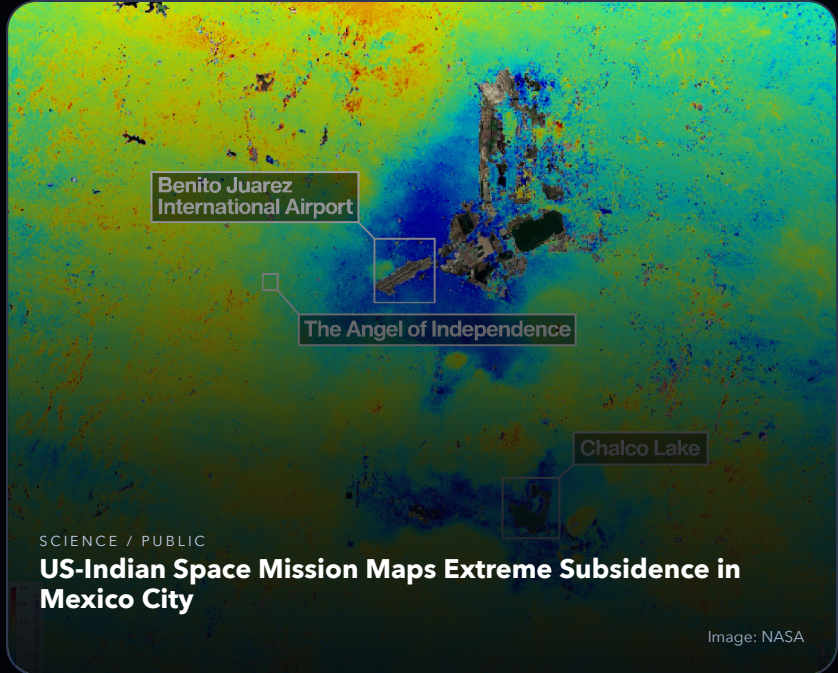 Benito Juarez
International Airport
The Angel of Independence
Chalco Lake
SCIENCE / PUBLIC
US-Indian Space Mission Maps Extreme Subsidence in
Mexico City
Image: NASA